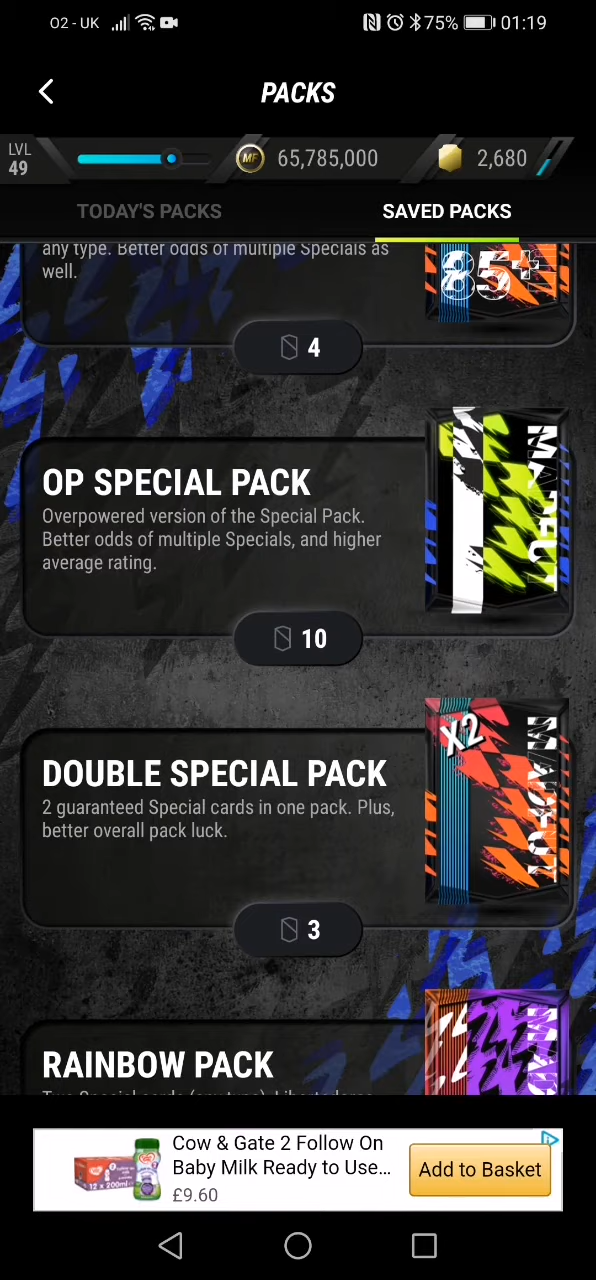 O2 - UK
75%
01:19
PACKS
LVL
49
MF
65,785,000
2,680
TODAY'S PACKS
SAVED PACKS
any type. Better odds of multiple Specials as
well.
85+
4
OP SPECIAL PACK
Overpowered version of the Special Pack.
Better odds of multiple Specials, and higher
average rating.
MADFUT
10
DOUBLE SPECIAL PACK
2 guaranteed Special cards in one pack. Plus,
better overall pack luck.
X2
MADFUT
3
RAINBOW PACK
MAD
Cow & Gate 2 Follow On
Baby Milk Ready to Use...
£9.60
12 x 200ml
Add to Basket